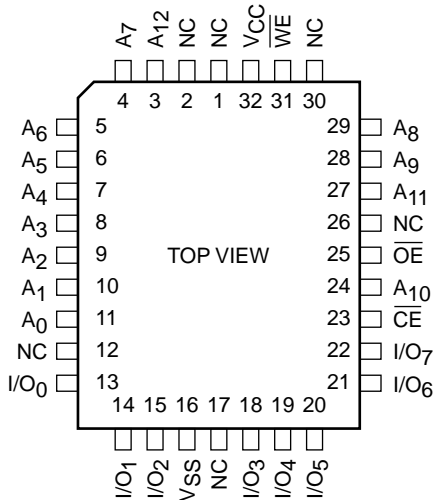 A7 A12 NC NC VCC W̅E̅ NC
4 3 2 1 32 31 30
A6 5 29 A8
A5 6 28 A9
A4 7 27 A11
A3 8 26 NC
A2 9 TOP VIEW 25 O̅E̅
A1 10 24 A10
A0 11 23 C̅E̅
NC 12 22 I/O7
I/O0 13 21 I/O6
14 15 16 17 18 19 20
I/O1 I/O2 VSS NC I/O3 I/O4 I/O5